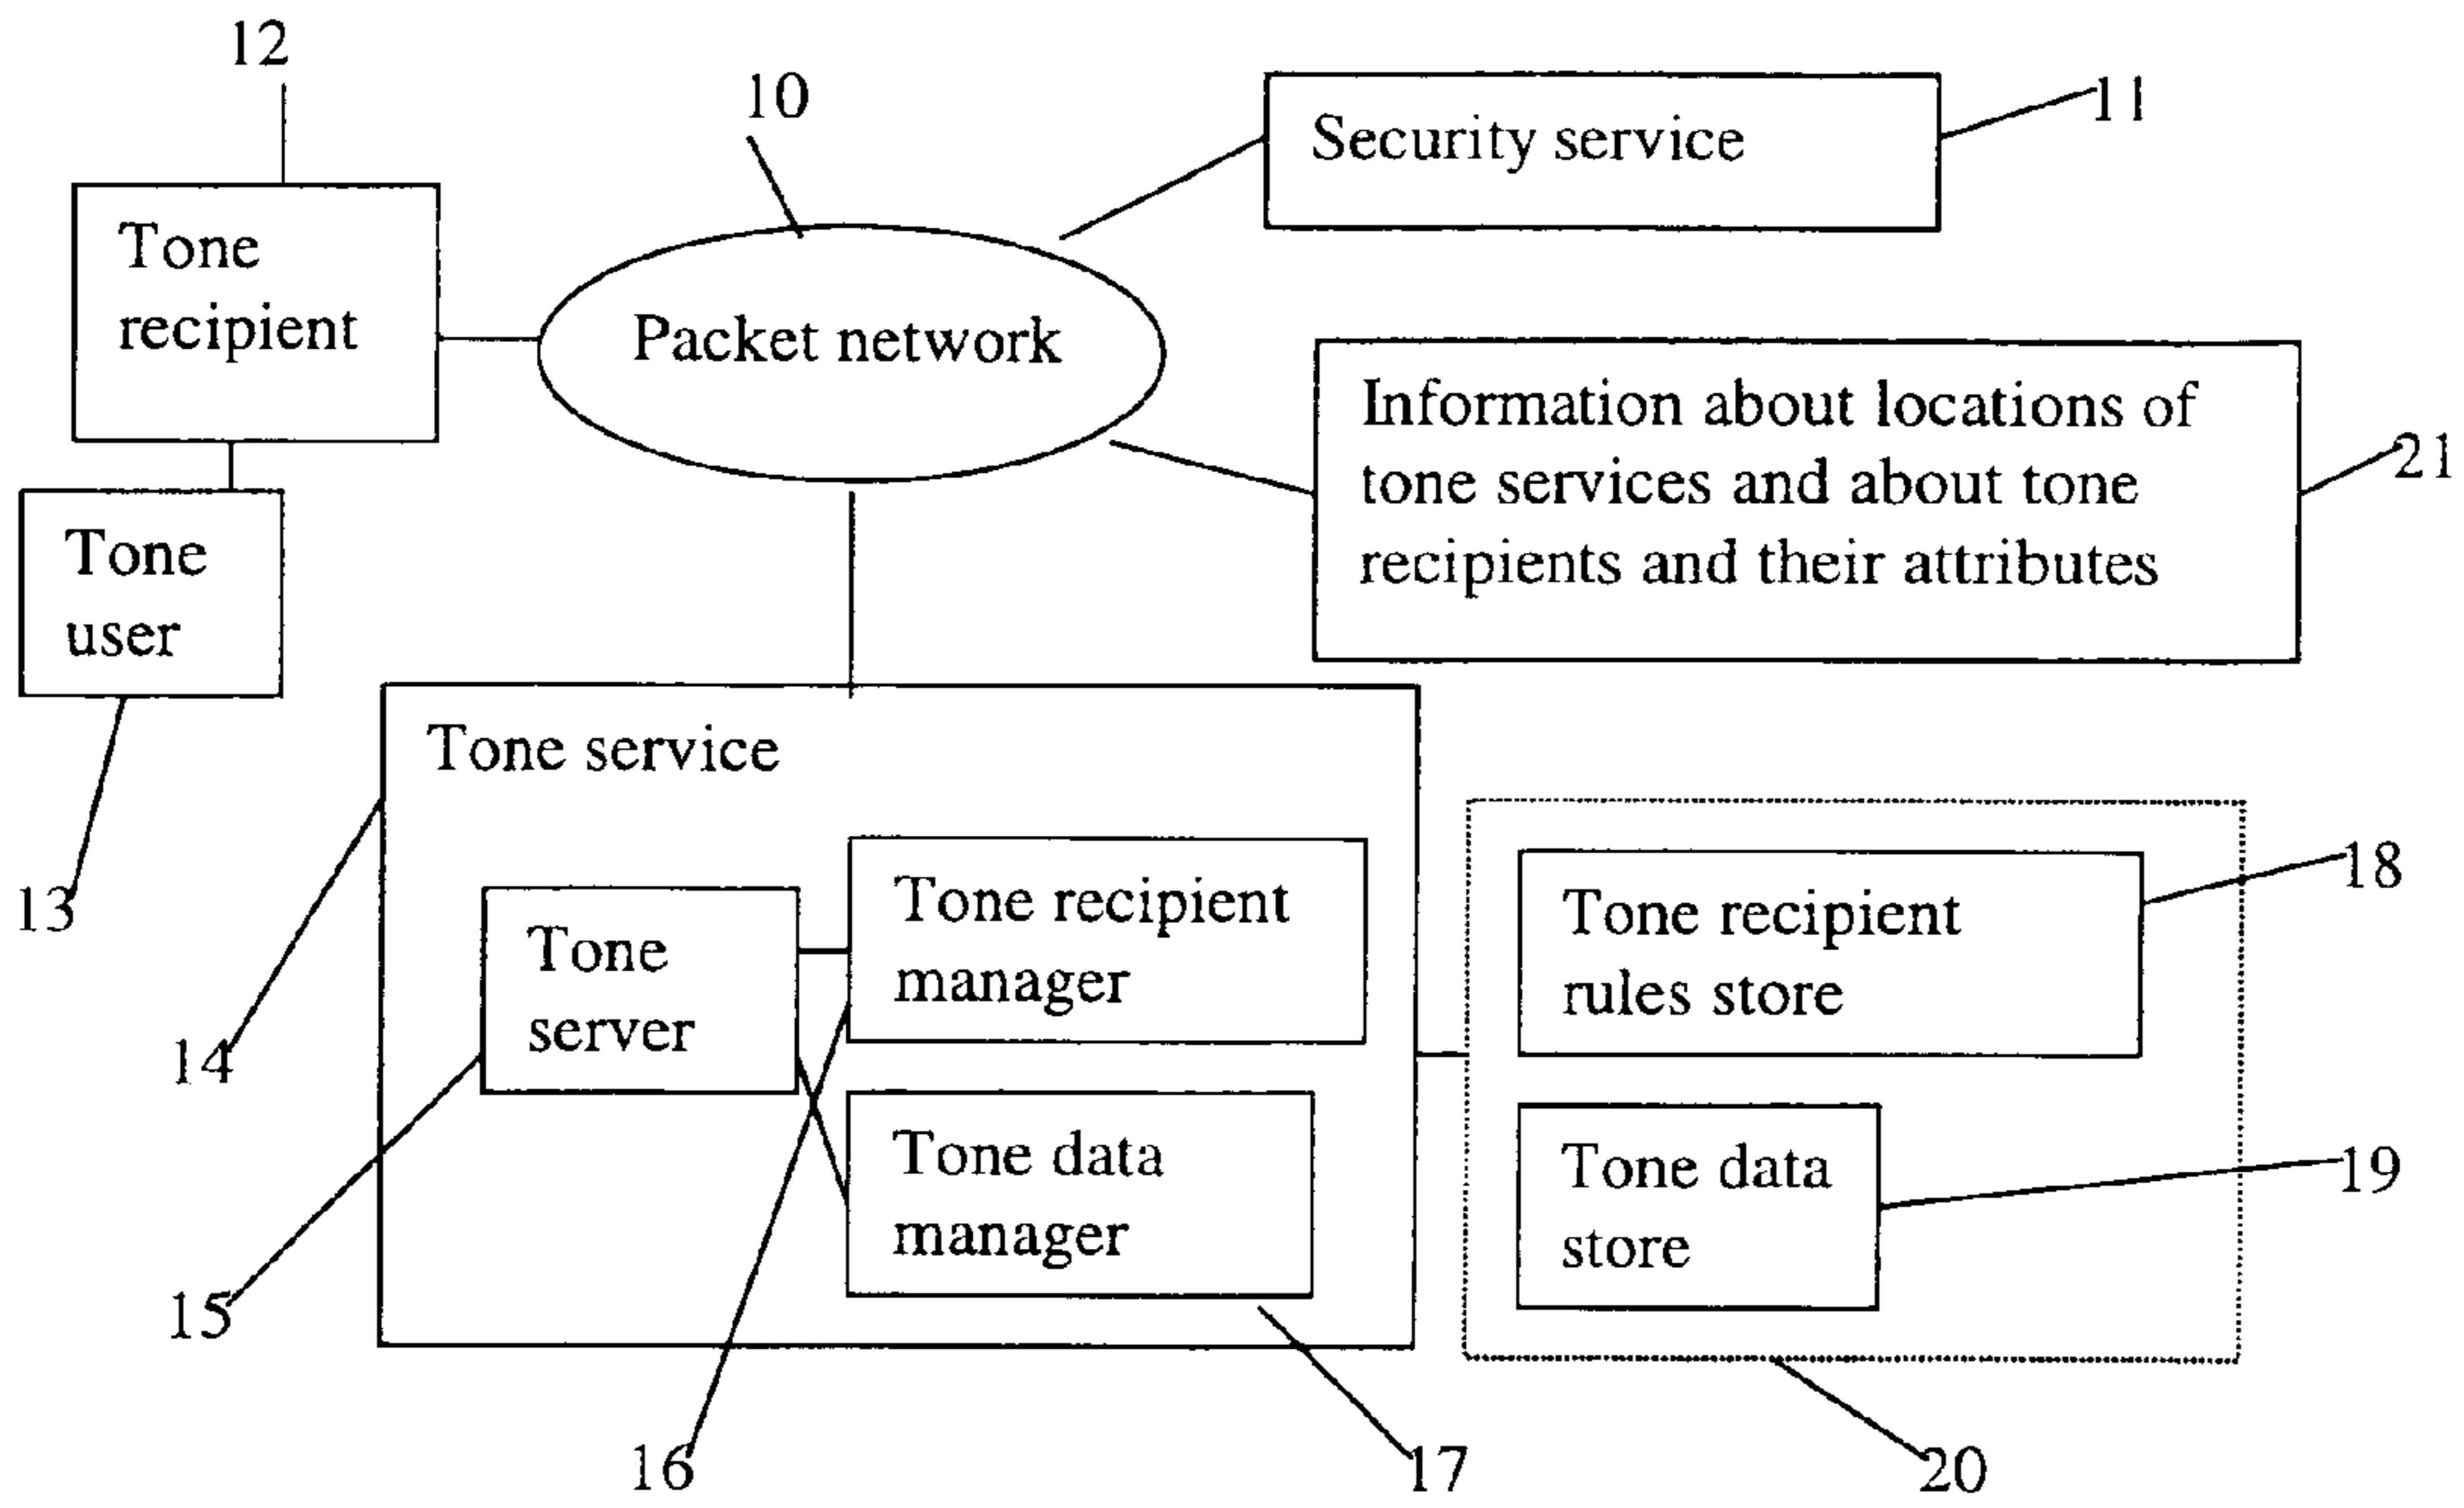 12
10
11
Security service
Tone
recipient
Packet network
Information about locations of
tone services and about tone
recipients and their attributes
21
Tone
user
13
Tone service
14
Tone
server
15
Tone recipient
manager
16
Tone data
manager
17
Tone recipient
rules store
18
Tone data
store
19
20